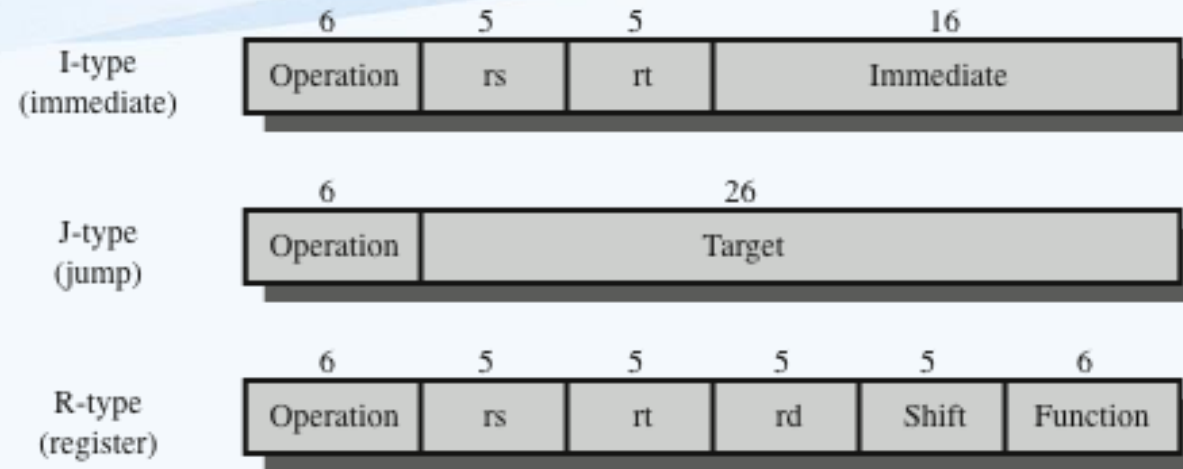 6 5 5 16
I-type
(immediate)
Operation rs rt Immediate
6 26
J-type
(jump)
Operation Target
6 5 5 5 5 6
R-type
(register)
Operation rs rt rd Shift Function